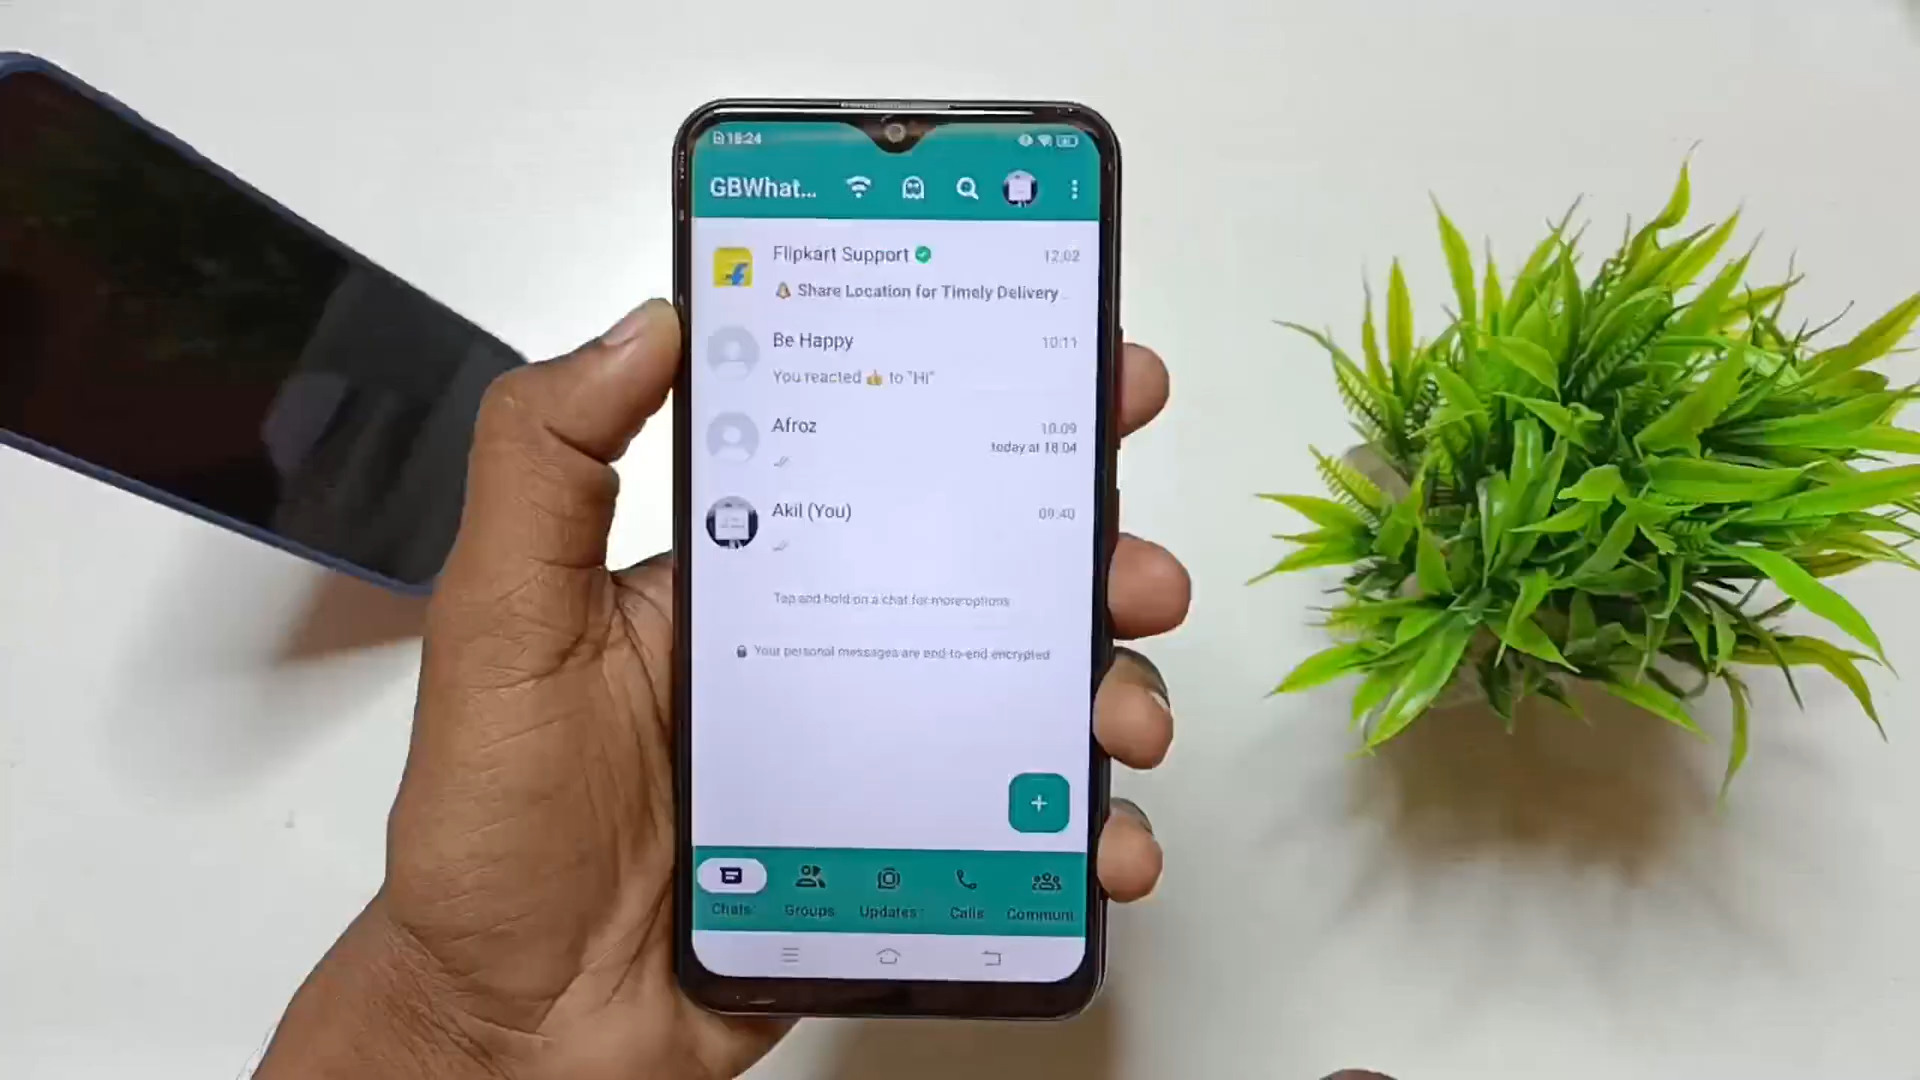 18:24
GBWhat...
Flipkart Support
12:02
🔔 Share Location for Timely Delivery ..
Be Happy
10:11
You reacted 👍 to "Hi"
Afroz
10:09
today at 18:04
Akil (You)
09:40
Tap and hold on a chat for more options
Your personal messages are end-to-end encrypted
+
Chats
Groups
Updates
Calls
Communi